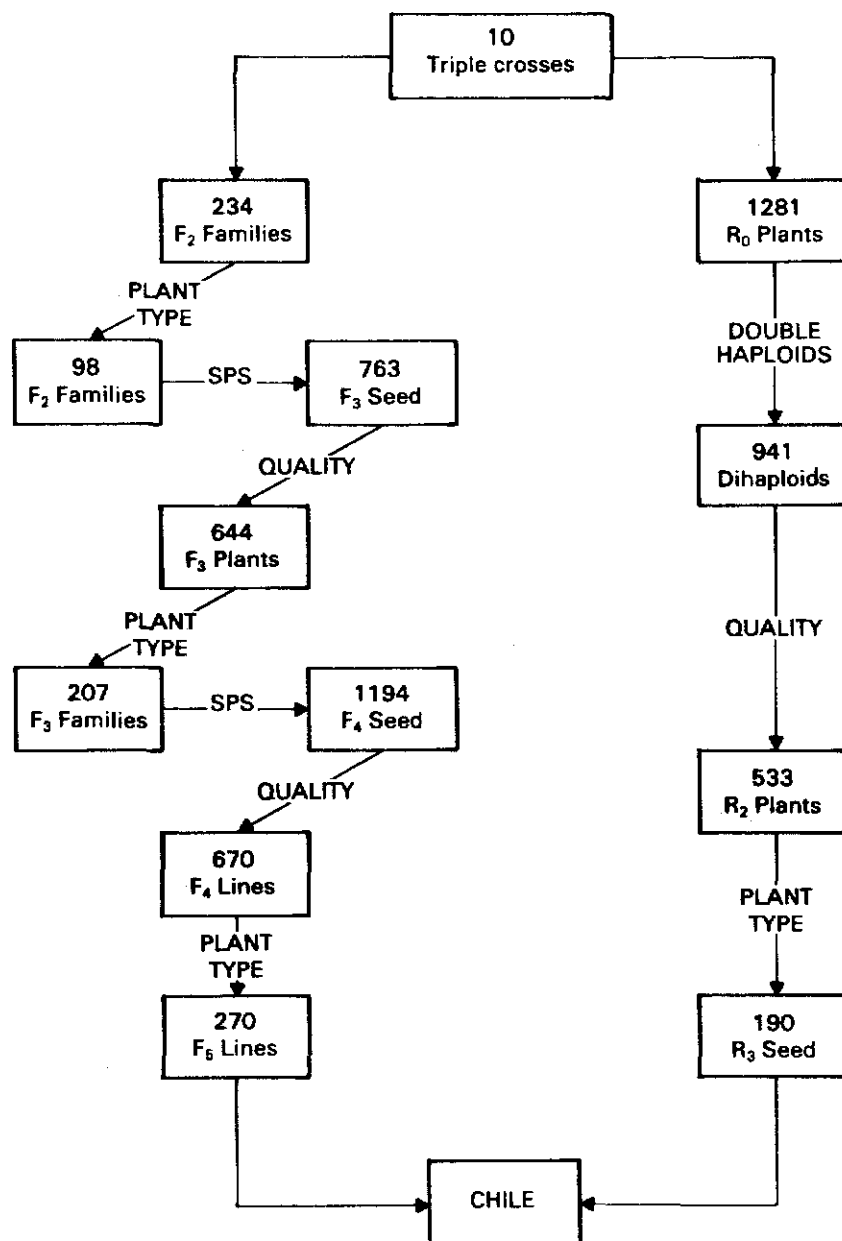 10
Triple crosses
234
F₂ Families
1281
R₀ Plants
PLANT
TYPE
DOUBLE
HAPLOIDS
98
F₂ Families
SPS
763
F₃ Seed
941
Dihaploids
QUALITY
644
F₃ Plants
PLANT
TYPE
QUALITY
207
F₃ Families
SPS
1194
F₄ Seed
533
R₂ Plants
QUALITY
670
F₄ Lines
PLANT
TYPE
PLANT
TYPE
270
F₅ Lines
190
R₃ Seed
CHILE